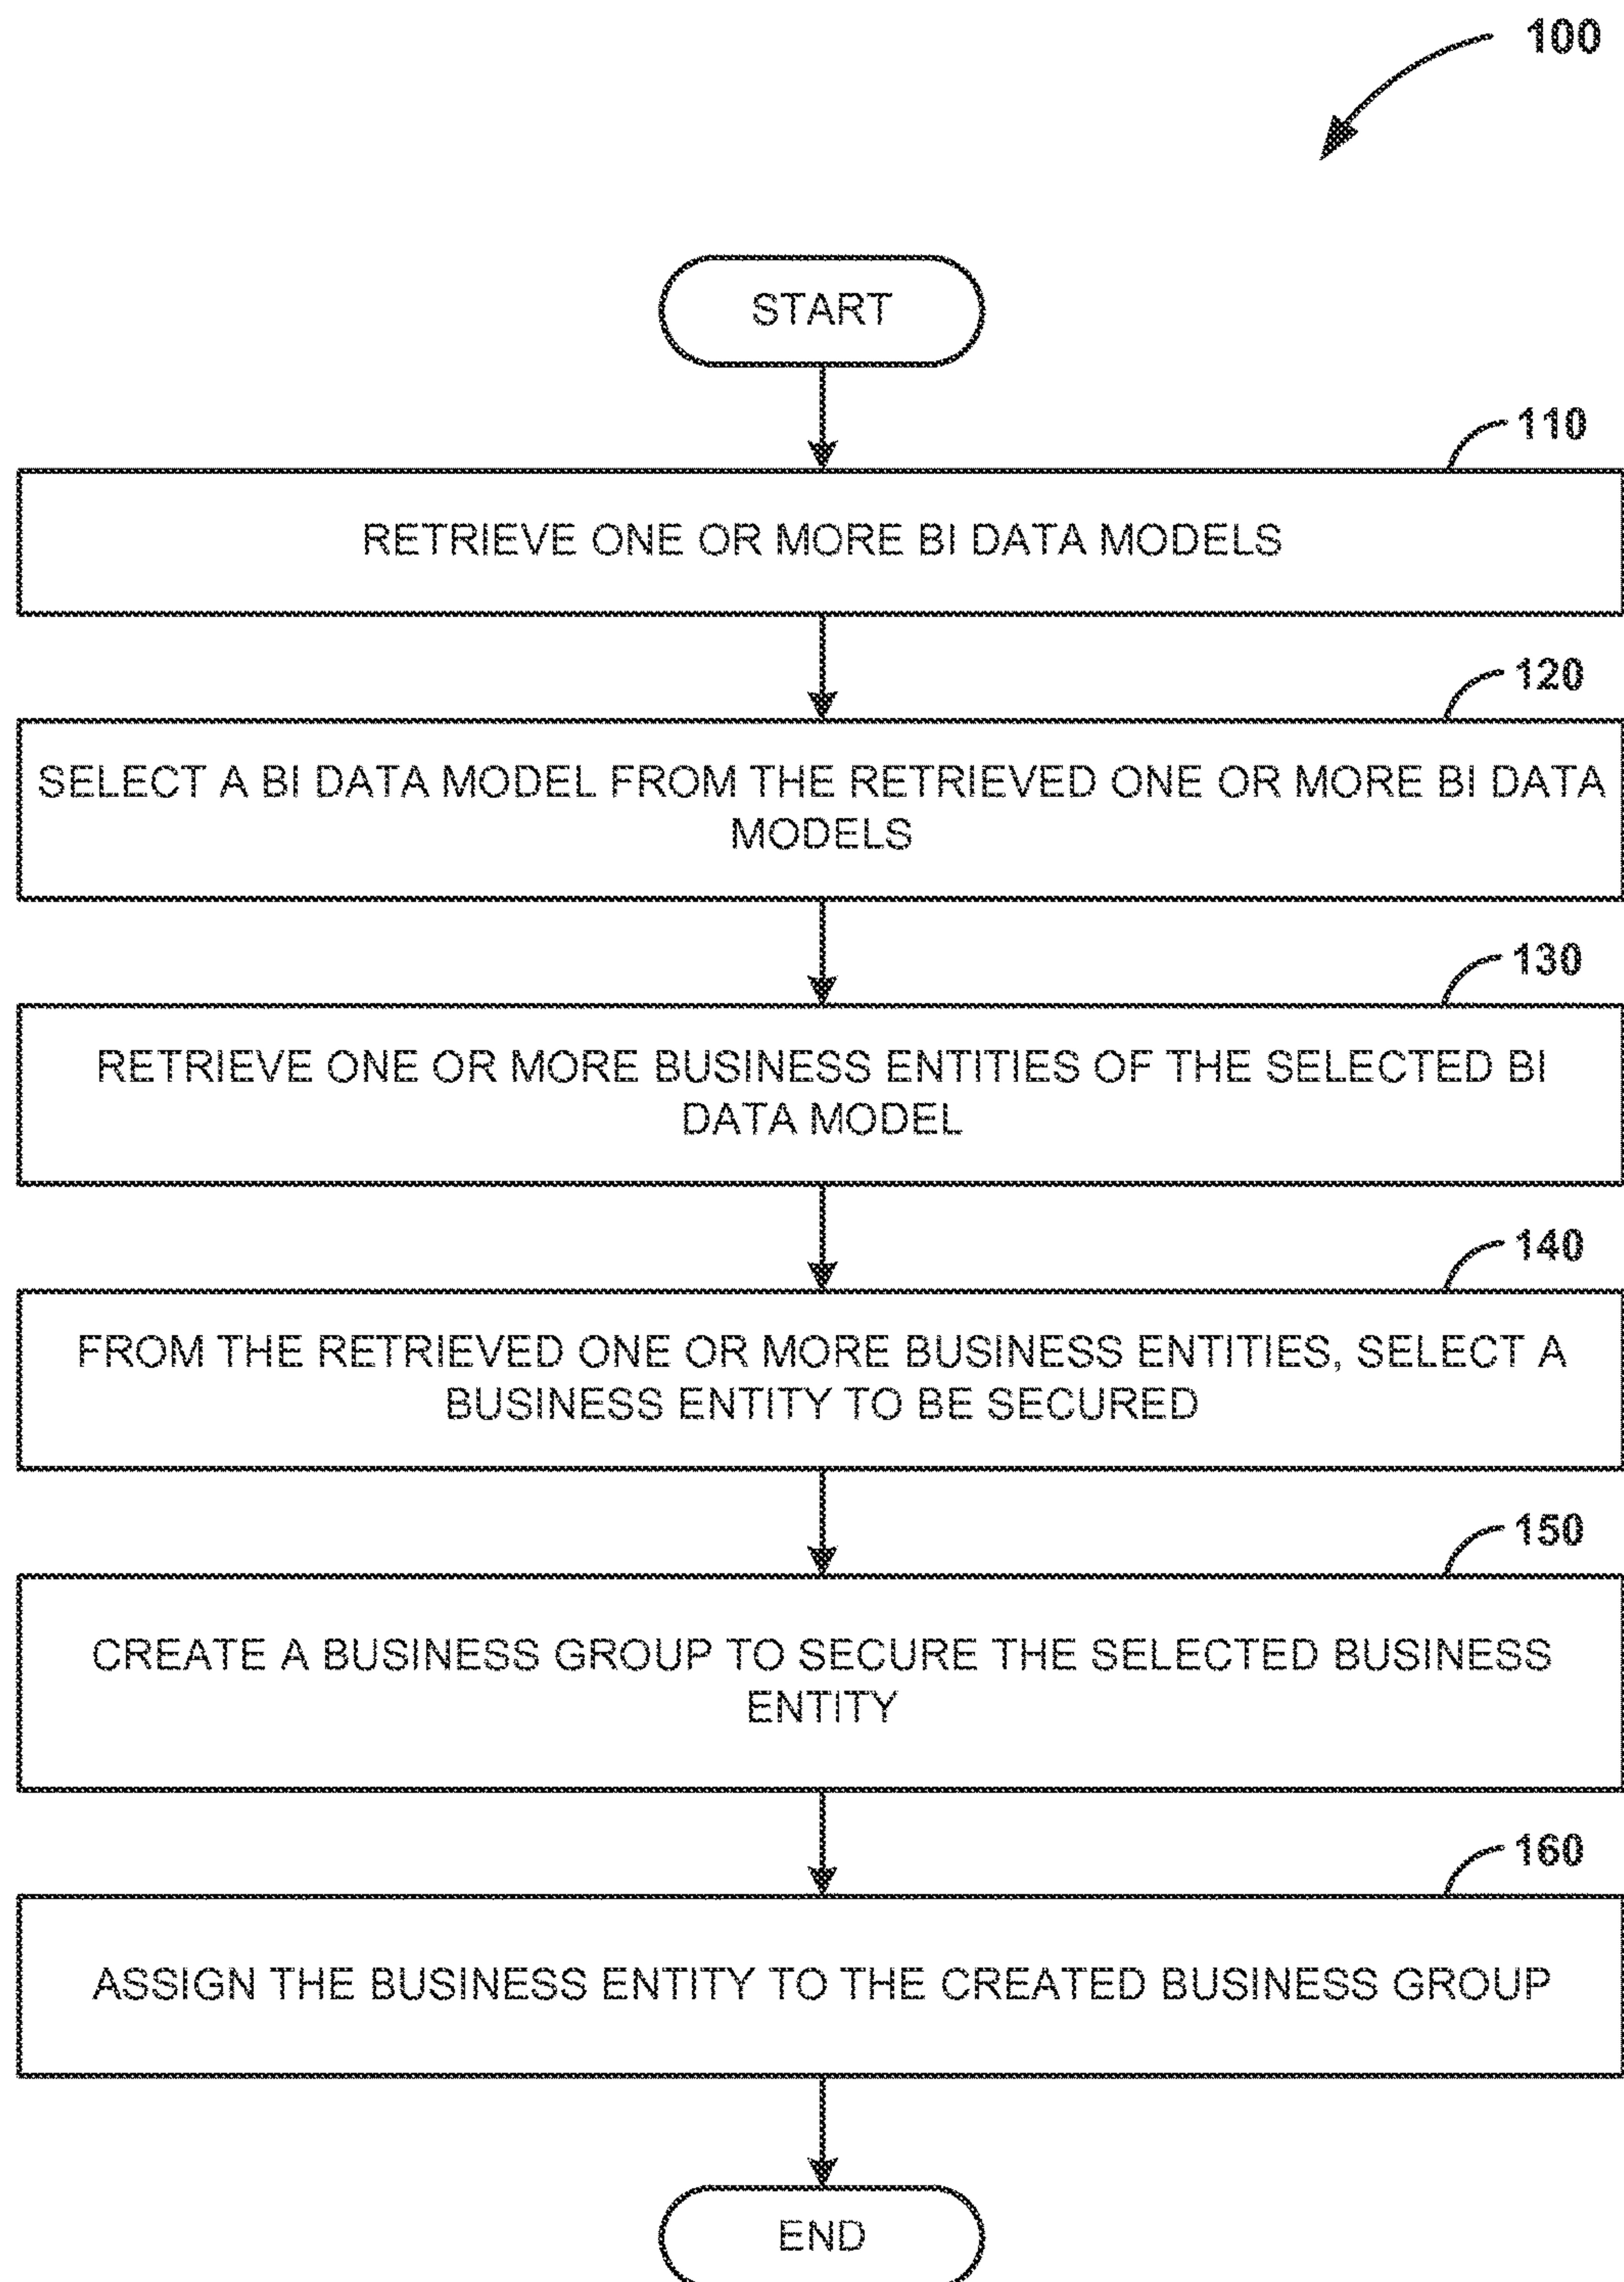 100
START
110
RETRIEVE ONE OR MORE BI DATA MODELS
120
SELECT A BI DATA MODEL FROM THE RETRIEVED ONE OR MORE BI DATA
MODELS
130
RETRIEVE ONE OR MORE BUSINESS ENTITIES OF THE SELECTED BI
DATA MODEL
140
FROM THE RETRIEVED ONE OR MORE BUSINESS ENTITIES, SELECT A
BUSINESS ENTITY TO BE SECURED
150
CREATE A BUSINESS GROUP TO SECURE THE SELECTED BUSINESS
ENTITY
160
ASSIGN THE BUSINESS ENTITY TO THE CREATED BUSINESS GROUP
END